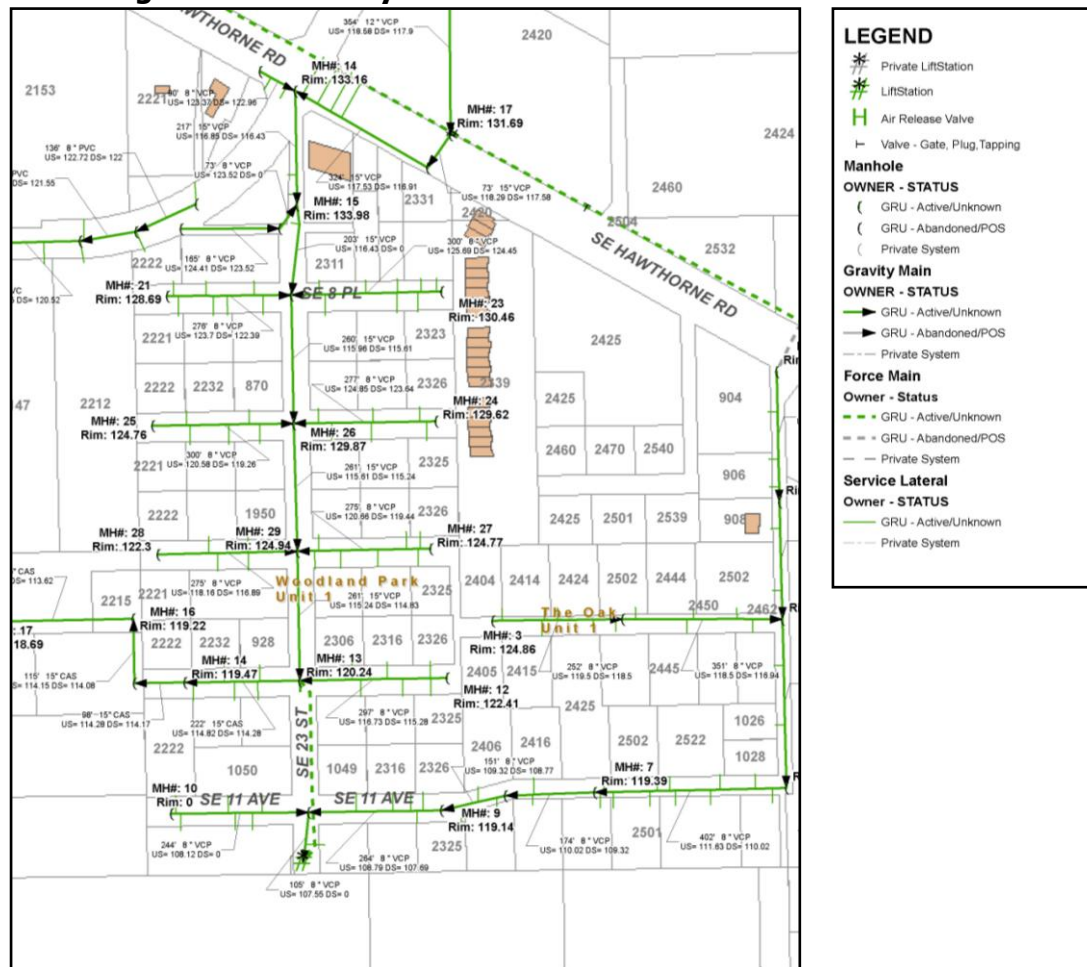 HAWTHORNE RD
354' 12 " VCP
US= 118.58 DS= 117.9
2420
MH#: 14
Rim: 133.16
2153
2221
US= 123.37 DS= 122.96
MH#: 17
Rim: 131.69
217' 15" VCP
US= 116.85 DS= 116.43
2424
136' 8 " PVC
US= 122.72 DS= 122
73' 8 " VCP
US= 123.52 DS= 0
PVC
DS= 121.55
324' 15" VCP
US= 117.53 DS= 116.91
73' 15" VCP
US= 118.29 DS= 117.58
2460
MH#: 15
Rim: 133.98
2331
2420
2504
203' 15" VCP
US= 116.43 DS= 0
300' 8 " VCP
US= 125.69 DS= 124.45
2532
SE HAWTHORNE RD
165' 8 " VCP
US= 124.41 DS= 123.52
2222
2311
MH#: 21
Rim: 128.69
SE 8 PL
MH#: 23
Rim: 130.46
276' 8 " VCP
US= 123.7 DS= 122.39
2221
260' 15" VCP
US= 115.96 DS= 115.61
2323
2425
277' 8 " VCP
US= 124.85 DS= 123.64
2222
2232
870
2326
2339
2425
904
47
2212
MH#: 25
Rim: 124.76
MH#: 24
Rim: 129.62
MH#: 26
Rim: 129.87
300' 8 " VCP
US= 120.58 DS= 119.26
2221
261' 15" VCP
US= 115.61 DS= 115.24
2325
2460
2470
2540
906
275' 8 " VCP
US= 120.66 DS= 119.44
2222
1950
2326
2425
2501
2539
908
MH#: 28
Rim: 122.3
MH#: 29
Rim: 124.94
MH#: 27
Rim: 124.77
" CAS
DS= 113.62
275' 8 " VCP
US= 118.16 DS= 116.89
Woodland Park
Unit 1
261' 15" VCP
US= 115.24 DS= 114.83
2215
2221
2325
2404
2414
2424
2502
2444
2502
MH#: 16
Rim: 119.22
The Oak
Unit 1
2450
2462
17
18.69
2222
2232
928
2306
2316
2326
MH#: 3
Rim: 124.86
115' 15" CAS
US= 114.15 DS= 114.08
MH#: 14
Rim: 119.47
MH#: 13
Rim: 120.24
2405
2415
252' 8 " VCP
US= 119.5 DS= 118.5
2445
351' 8 " VCP
US= 118.5 DS= 116.94
MH#: 12
Rim: 122.41
98' 15" CAS
US= 114.28 DS= 114.17
222' 15" CAS
US= 114.82 DS= 114.28
297' 8 " VCP
US= 116.73 DS= 115.28
2325
2425
2222
SE 23 ST
2406
2416
2502
2522
1026
1050
1049
2316
2326
151' 8 " VCP
US= 109.32 DS= 108.77
1028
MH#: 7
Rim: 119.39
MH#: 10
Rim: 0
SE 11 AVE
SE 11 AVE
MH#: 9
Rim: 119.14
244' 8 " VCP
US= 108.12 DS= 0
264' 8 " VCP
US= 108.79 DS= 107.69
2325
174' 8 " VCP
US= 110.02 DS= 109.32
2501
402' 8 " VCP
US= 111.63 DS= 110.02
105' 8 " VCP
US= 107.55 DS= 0
LEGEND
Private LiftStation
LiftStation
Air Release Valve
Valve - Gate, Plug,Tapping
Manhole
OWNER - STATUS
GRU - Active/Unknown
GRU - Abandoned/POS
Private System
Gravity Main
OWNER - STATUS
GRU - Active/Unknown
GRU - Abandoned/POS
Private System
Force Main
Owner - Status
GRU - Active/Unknown
GRU - Abandoned/POS
Private System
Service Lateral
Owner - STATUS
GRU - Active/Unknown
Private System